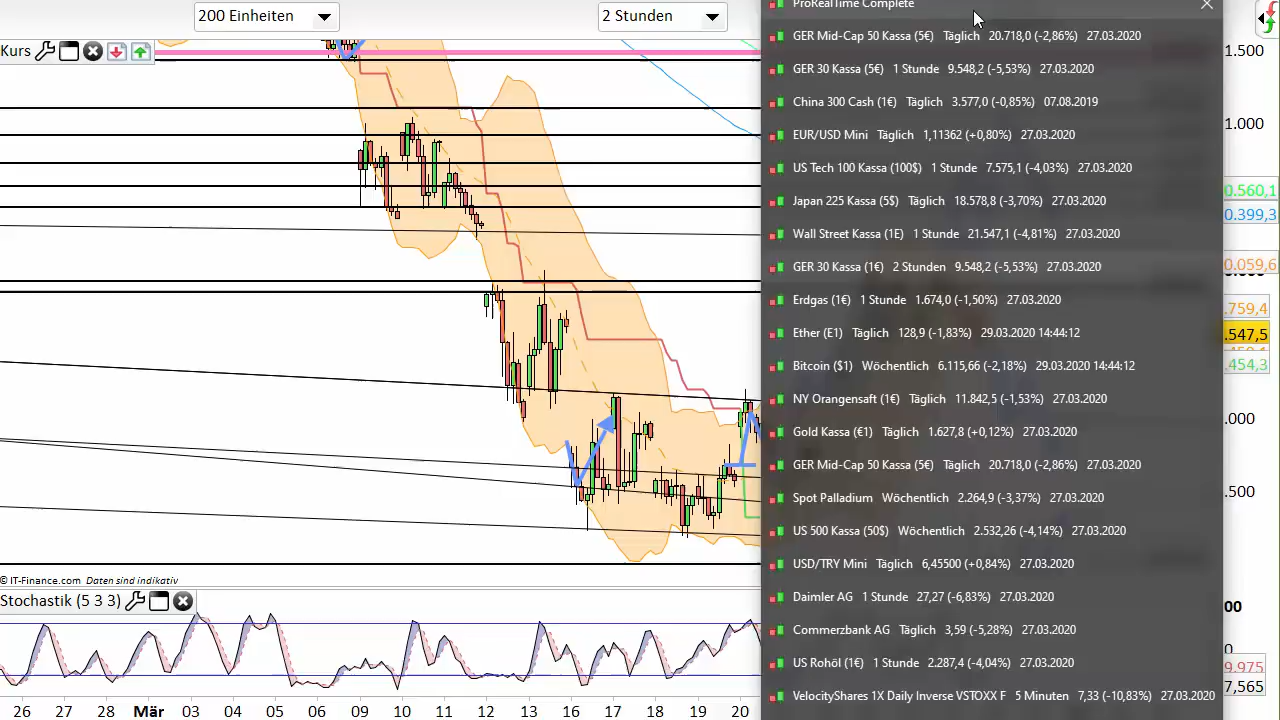 200 Einheiten
2 Stunden
Kurs
ProRealTime Complete
GER Mid-Cap 50 Kassa (5€) Täglich 20.718,0 (-2,86%) 27.03.2020
GER 30 Kassa (5€) 1 Stunde 9.548,2 (-5,53%) 27.03.2020
China 300 Cash (1€) Täglich 3.577,0 (-0,85%) 07.08.2019
EUR/USD Mini Täglich 1,11362 (+0,80%) 27.03.2020
US Tech 100 Kassa (100$) 1 Stunde 7.575,1 (-4,03%) 27.03.2020
Japan 225 Kassa (5$) Täglich 18.578,8 (-3,70%) 27.03.2020
Wall Street Kassa (1E) 1 Stunde 21.547,1 (-4,81%) 27.03.2020
GER 30 Kassa (1€) 2 Stunden 9.548,2 (-5,53%) 27.03.2020
Erdgas (1€) 1 Stunde 1.674,0 (-1,50%) 27.03.2020
Ether (E1) Täglich 128,9 (-1,83%) 29.03.2020 14:44:12
Bitcoin ($1) Wöchentlich 6.115,66 (-2,18%) 29.03.2020 14:44:12
NY Orangensaft (1€) Täglich 11.842,5 (-1,53%) 27.03.2020
Gold Kassa (€1) Täglich 1.627,8 (+0,12%) 27.03.2020
GER Mid-Cap 50 Kassa (5€) Täglich 20.718,0 (-2,86%) 27.03.2020
Spot Palladium Wöchentlich 2.264,9 (-3,37%) 27.03.2020
US 500 Kassa (50$) Wöchentlich 2.532,26 (-4,14%) 27.03.2020
USD/TRY Mini Täglich 6,45500 (+0,84%) 27.03.2020
Daimler AG 1 Stunde 27,27 (-6,83%) 27.03.2020
Commerzbank AG Täglich 3,59 (-5,28%) 27.03.2020
US Rohöl (1€) 1 Stunde 2.287,4 (-4,04%) 27.03.2020
VelocityShares 1X Daily Inverse VSTOXX F 5 Minuten 7,33 (-10,83%) 27.03.2020
1.500
1.000
0.560,1
0.399,3
0.059,6
.759,4
.547,5
.454,3
.000
.500
00
0
9.975
7,565
© IT-Finance.com Daten sind indikativ
Stochastik (5 3 3)
26 27 28 Mär 03 04 05 06 09 10 11 12 13 16 17 18 19 20